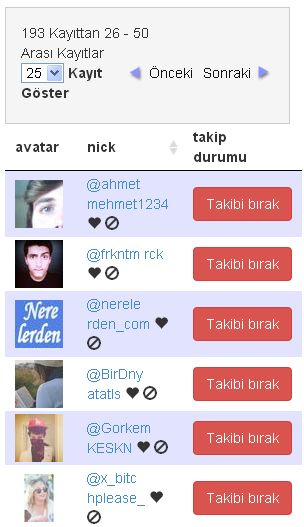 193 Kayıttan 26 - 50
Arası Kayıtlar
25 Kayıt Önceki Sonraki
Göster
avatar nick takip
durumu
@ahmet
mehmet1234 Takibi bırak
@frkntm rck Takibi bırak
Nere
lerden
@nerele
rden_com Takibi bırak
@BirDny
atatls Takibi bırak
@Gorkem
KESKN Takibi bırak
@x_bitc
hplease_ Takibi bırak